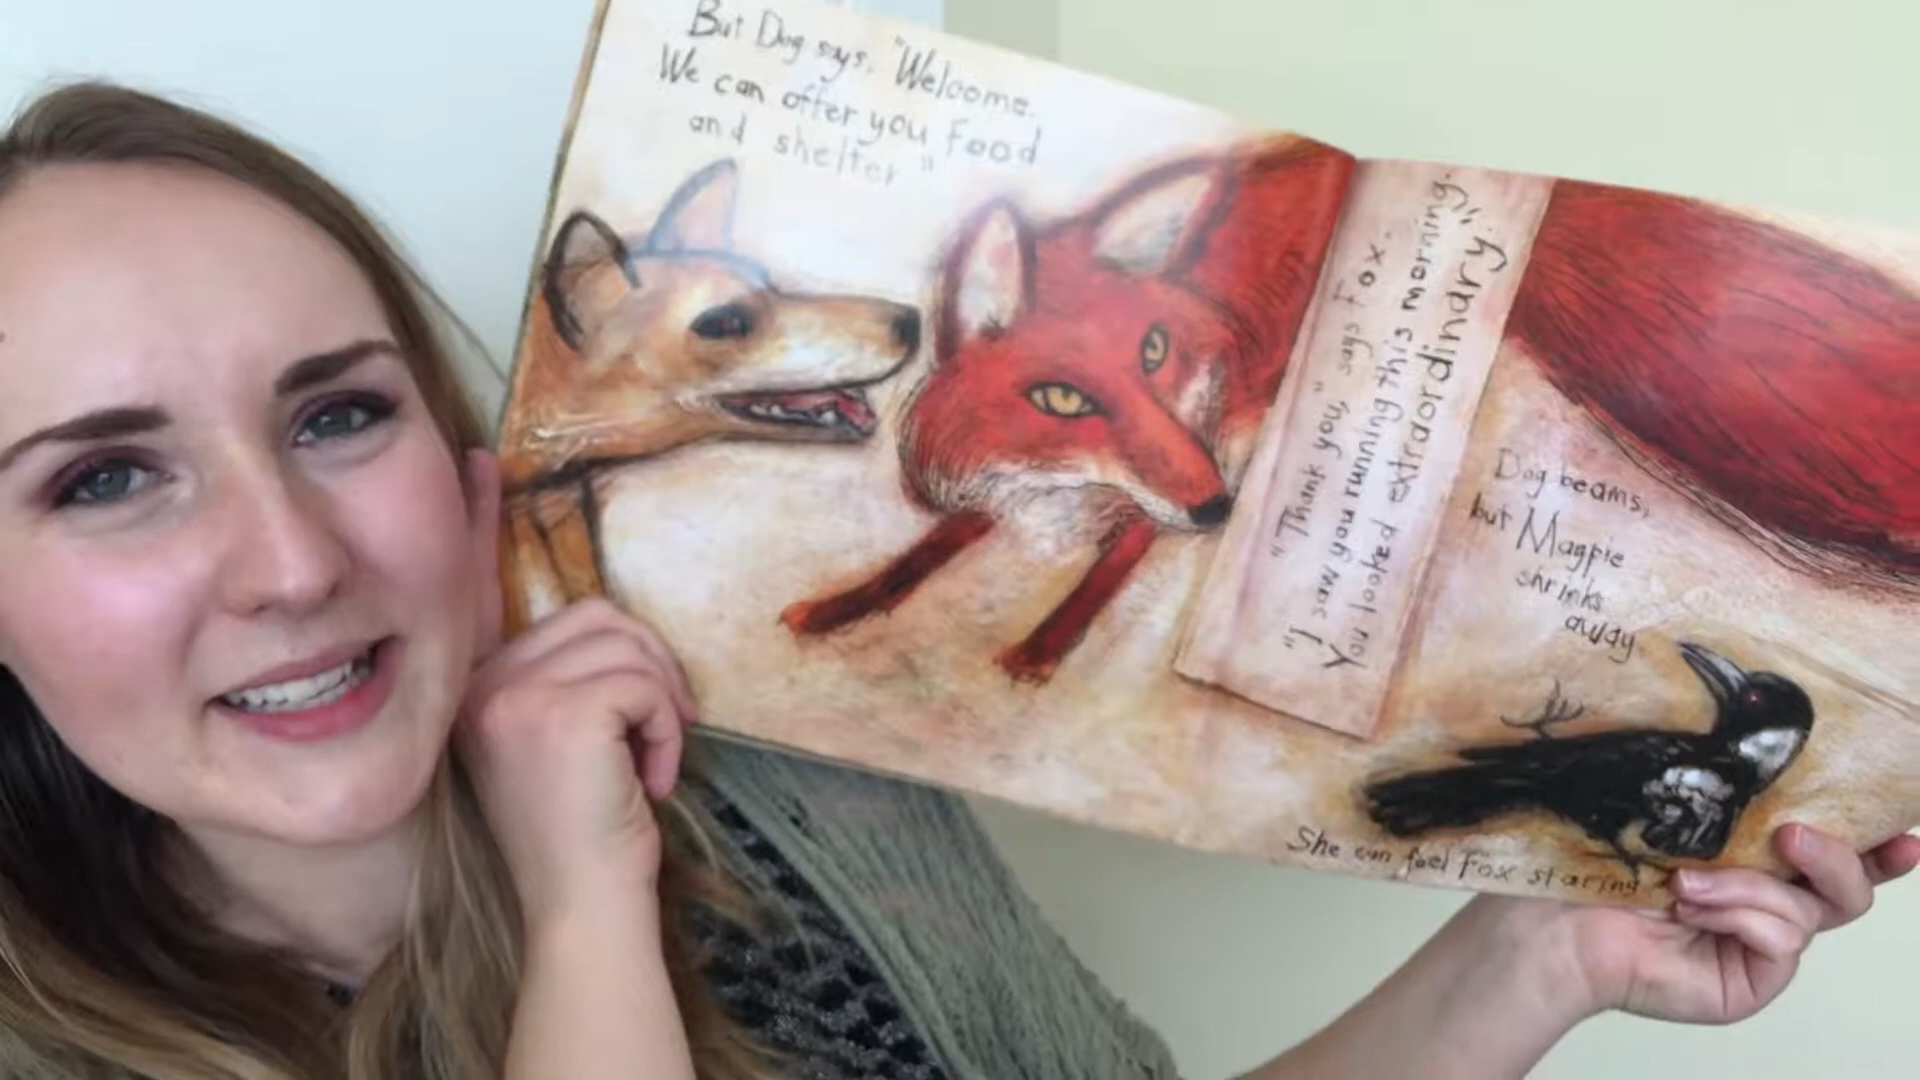 But Dog says, "Welcome.
We can offer you Food
and shelter"
"Thank you," says Fox.
"I saw you running this morning.
You looked extraordinary."
Dog beams,
but Magpie
shrinks
away.
She can feel Fox staring